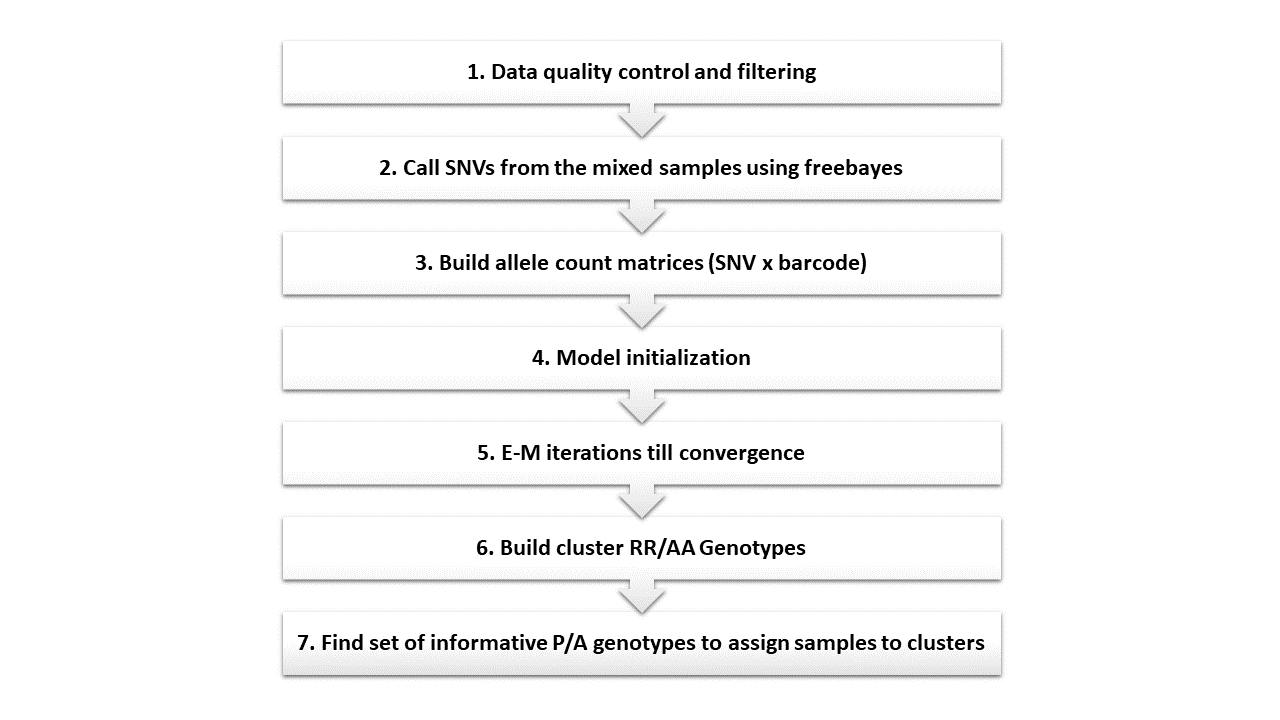 1. Data quality control and filtering
2. Call SNVs from the mixed samples using freebayes
3. Build allele count matrices (SNV x barcode)
4. Model initialization
5. E-M iterations till convergence
6. Build cluster RR/AA Genotypes
7. Find set of informative P/A genotypes to assign samples to clusters